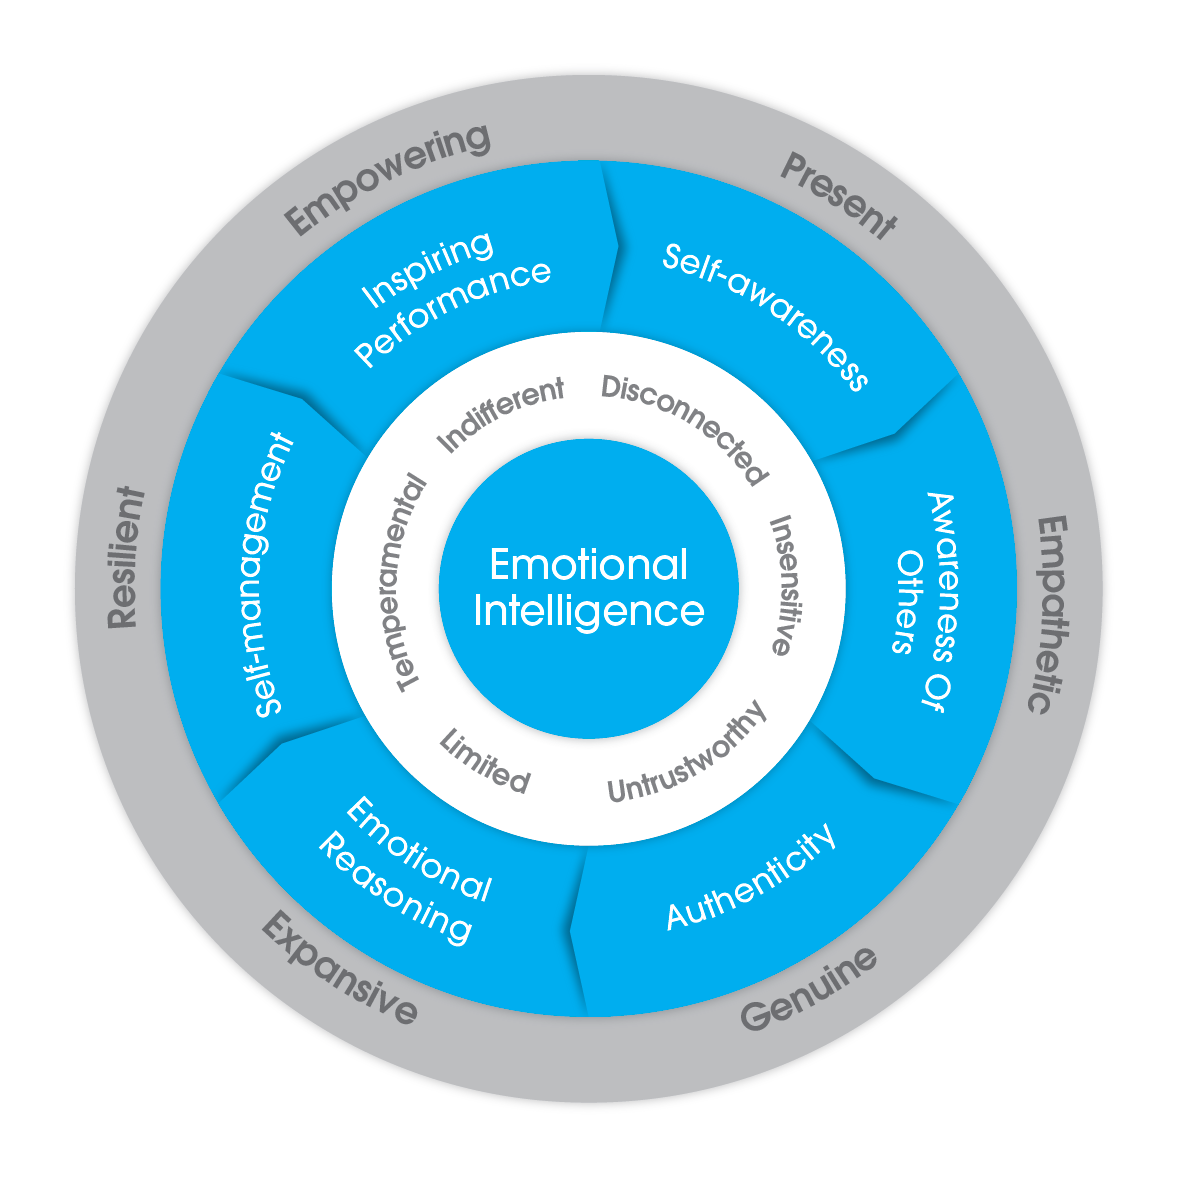 Empowering
Present
Empathetic
Genuine
Expansive
Resilient
Inspiring
Performance
Self-awareness
Awareness Of
Others
Authenticity
Emotional
Reasoning
Self-management
Indifferent
Disconnected
Insensitive
Untrustworthy
Limited
Temperamental
Emotional
Intelligence